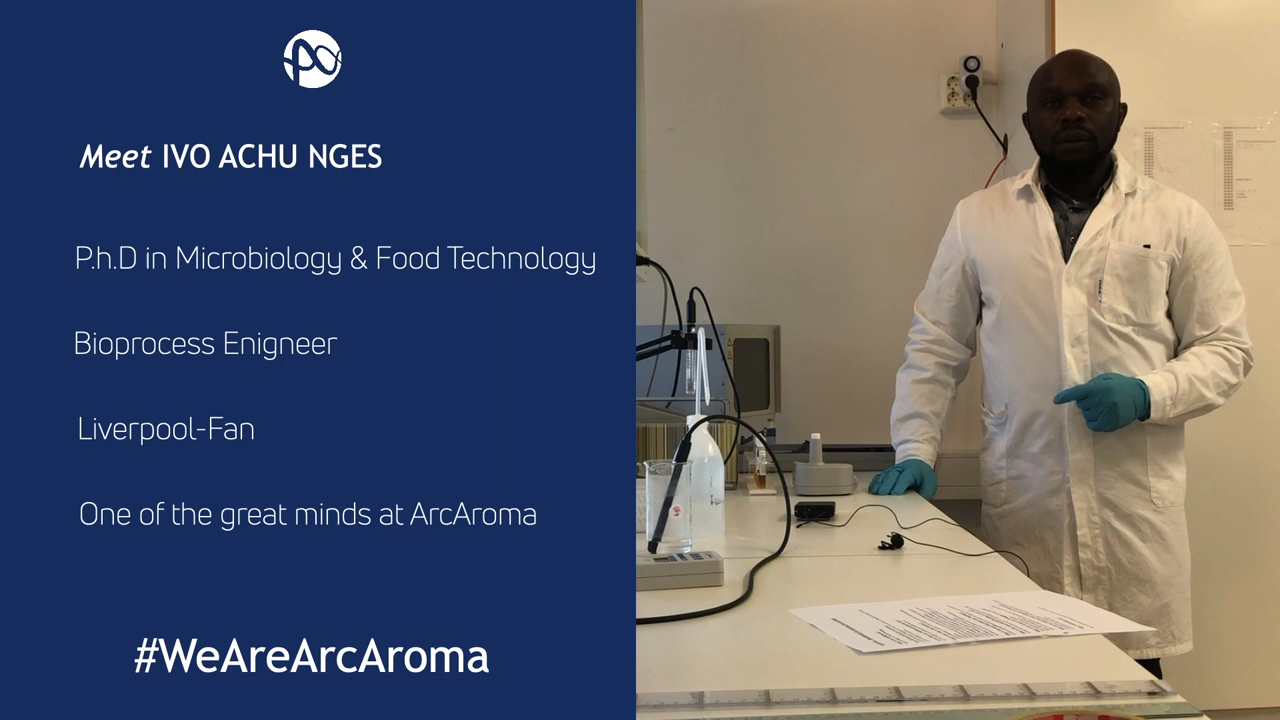 Meet IVO ACHU NGES
P.h.D in Microbiology & Food Technology
Bioprocess Enigneer
Liverpool-Fan
One of the great minds at ArcAroma
#WeAreArcAroma